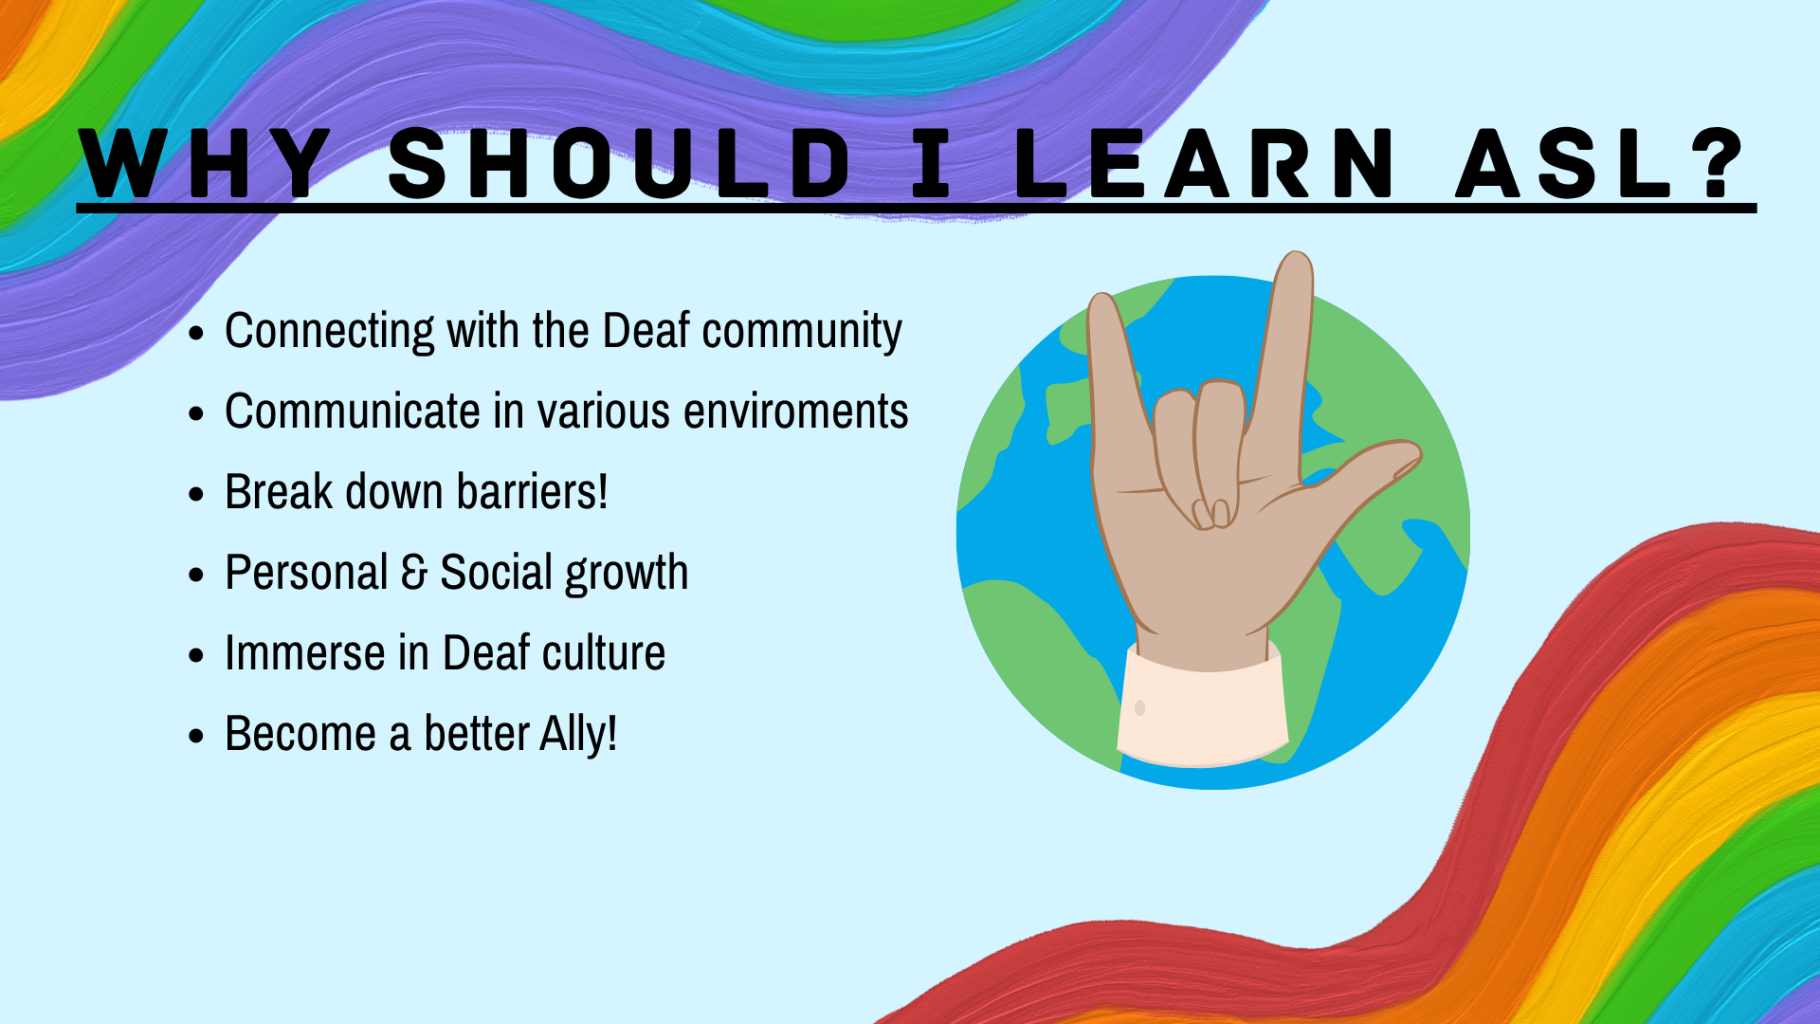 WHY SHOULD I LEARN ASL?
• Connecting with the Deaf community
• Communicate in various enviroments
• Break down barriers!
• Personal & Social growth
• Immerse in Deaf culture
• Become a better Ally!